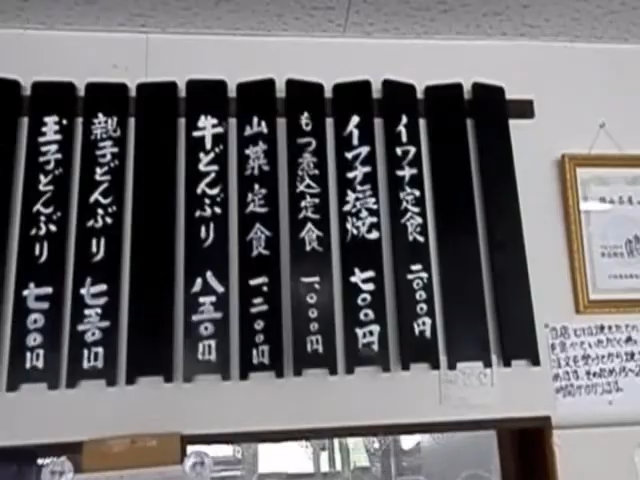 イワナ定食 二、〇〇〇円
イワナ塩焼 七〇〇円
もつ煮込定食 一、〇〇〇円
山菜定食 一、二〇〇円
牛どんぶり 八五〇円
親子どんぶり 七五〇円
玉子どんぶり 七〇〇円